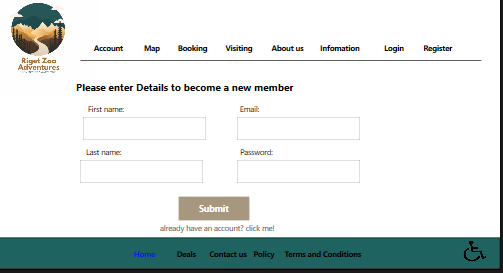 Riget Zoo
Adventures
Account Map Booking Visiting About us Infomation Login Register
Please enter Details to become a new member
First name: Email:
Last name: Password:
Submit
already have an account? click me!
Home Deals Contact us Policy Terms and Conditions